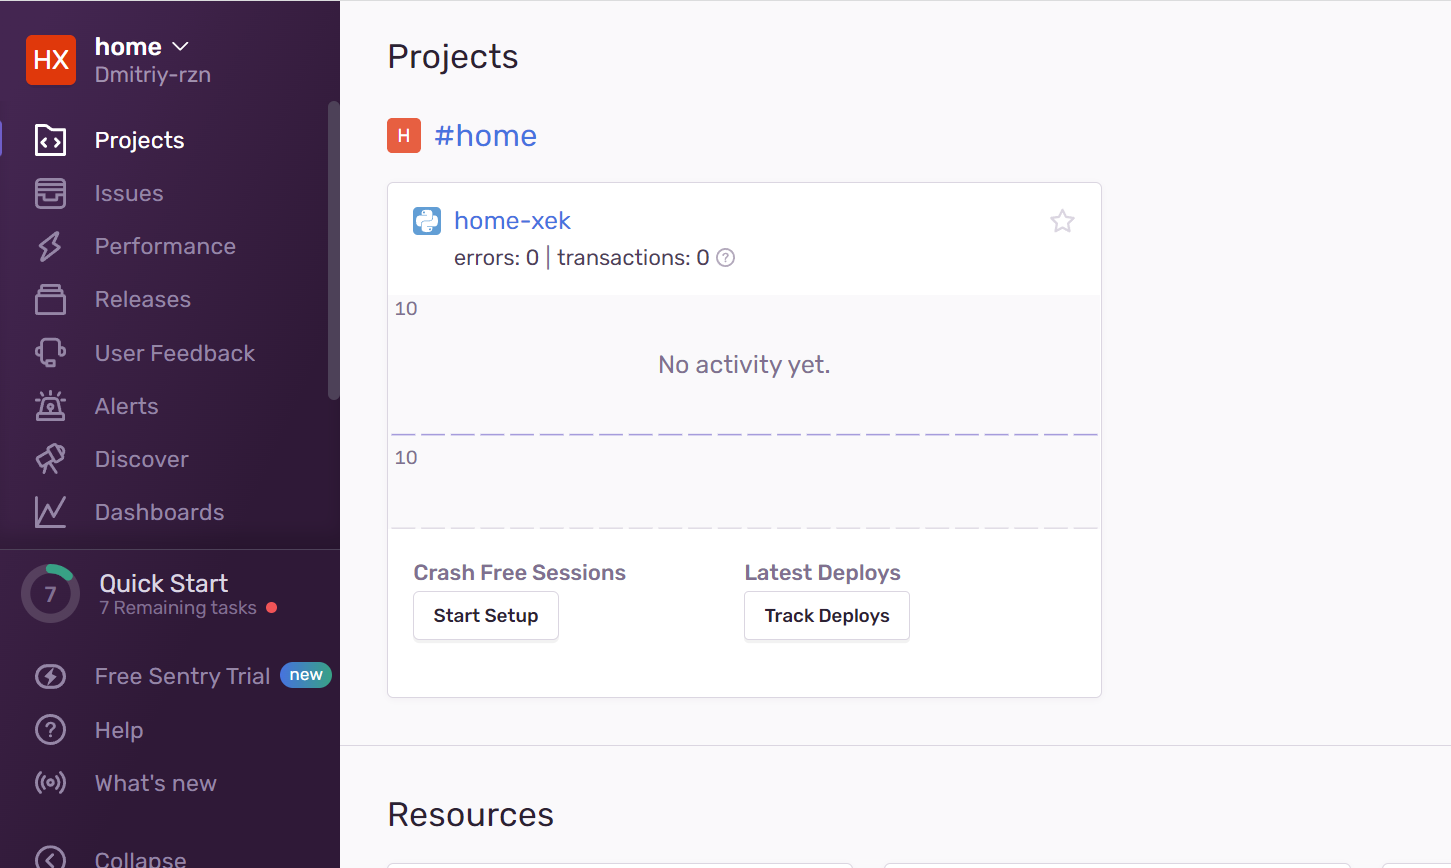 HX
home
Dmitriy-rzn
Projects
Issues
Performance
Releases
User Feedback
Alerts
Discover
Dashboards
7
Quick Start
7 Remaining tasks
Free Sentry Trial new
Help
What's new
Collapse
Projects
H #home
home-xek
errors: 0 | transactions: 0 ?
10
No activity yet.
10
Crash Free Sessions
Start Setup
Latest Deploys
Track Deploys
Resources